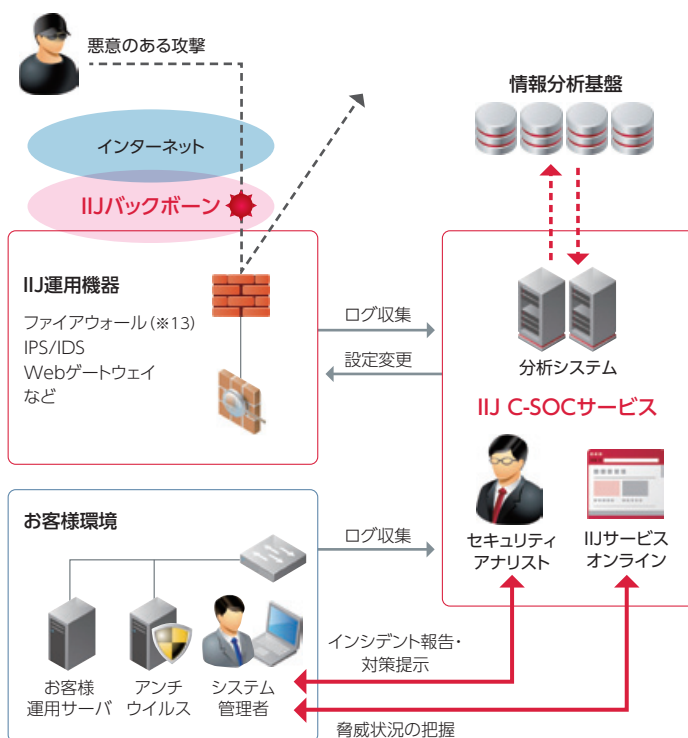 悪意のある攻撃
インターネット
IIJバックボーン
情報分析基盤
IIJ運用機器
ファイアウォール(※13)
IPS/IDS
Webゲートウェイ
など
ログ収集
設定変更
分析システム
IIJ C-SOCサービス
セキュリティ
アナリスト
IIJサービス
オンライン
お客様環境
ログ収集
お客様
運用サーバ
アンチ
ウイルス
システム
管理者
インシデント報告・
対策提示
脅威状況の把握